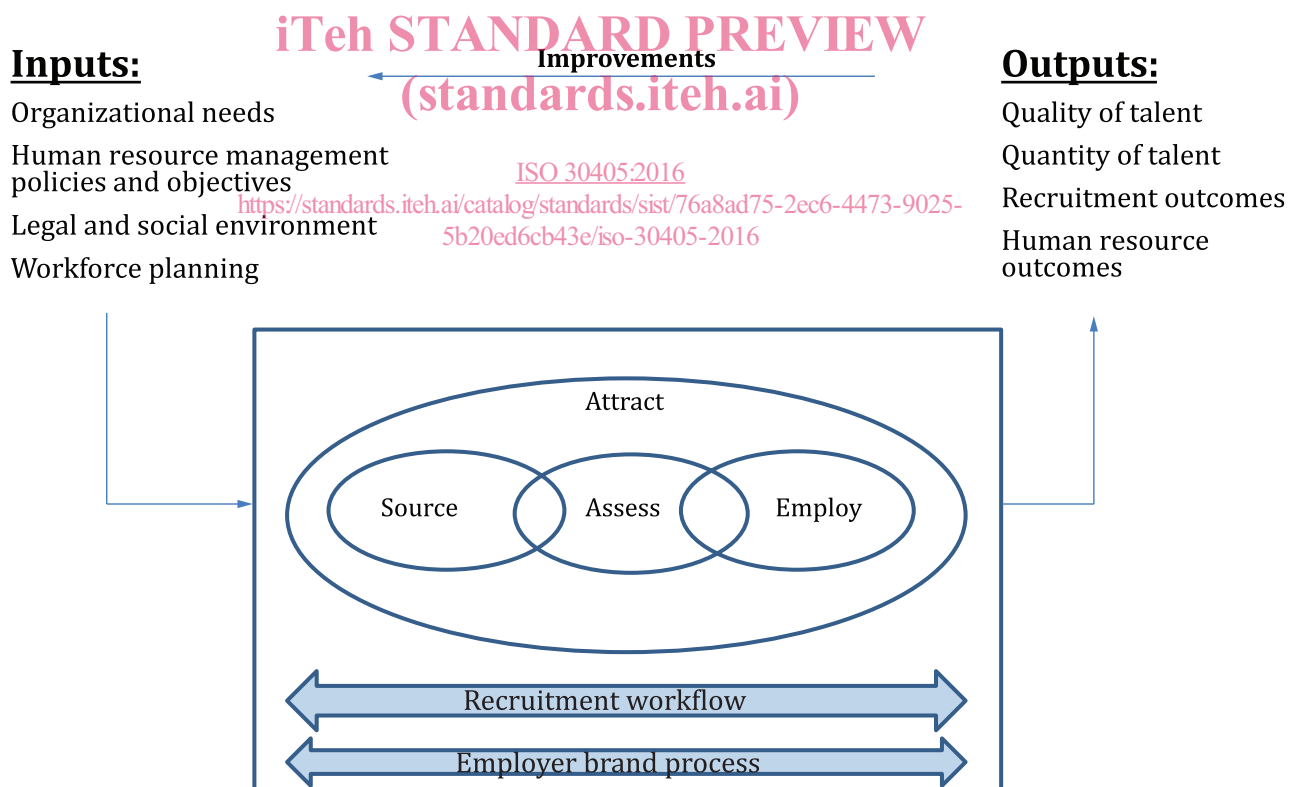 iTeh STANDARD PREVIEW
(standards.iteh.ai)
ISO 30405:2016
https://standards.iteh.ai/catalog/standards/sist/76a8ad75-2ec6-4473-9025-
5b20ed6cb43e/iso-30405-2016
Improvements
Inputs:
Organizational needs
Human resource management
policies and objectives
Legal and social environment
Workforce planning
Outputs:
Quality of talent
Quantity of talent
Recruitment outcomes
Human resource
outcomes
Attract
Source
Assess
Employ
Recruitment workflow
Employer brand process